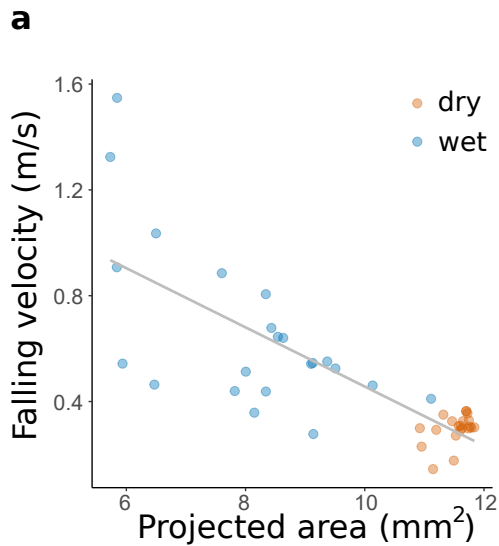 a
1.6
1.2
0.8
0.4
Falling velocity (m/s)
dry
wet
6 8 10 12
Projected area (mm²)